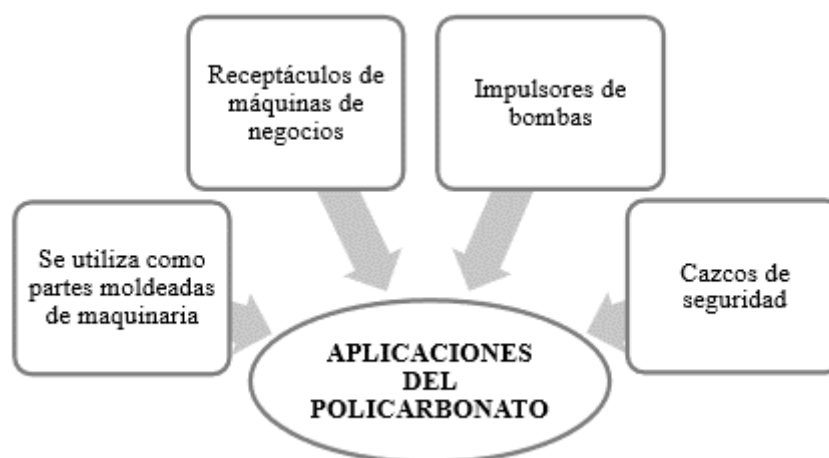 Receptáculos de
máquinas de
negocios
Impulsores de
bombas
Se utiliza como
partes moldeadas
de maquinaria
Cazcos de
seguridad
APLICACIONES
DEL
POLICARBONATO